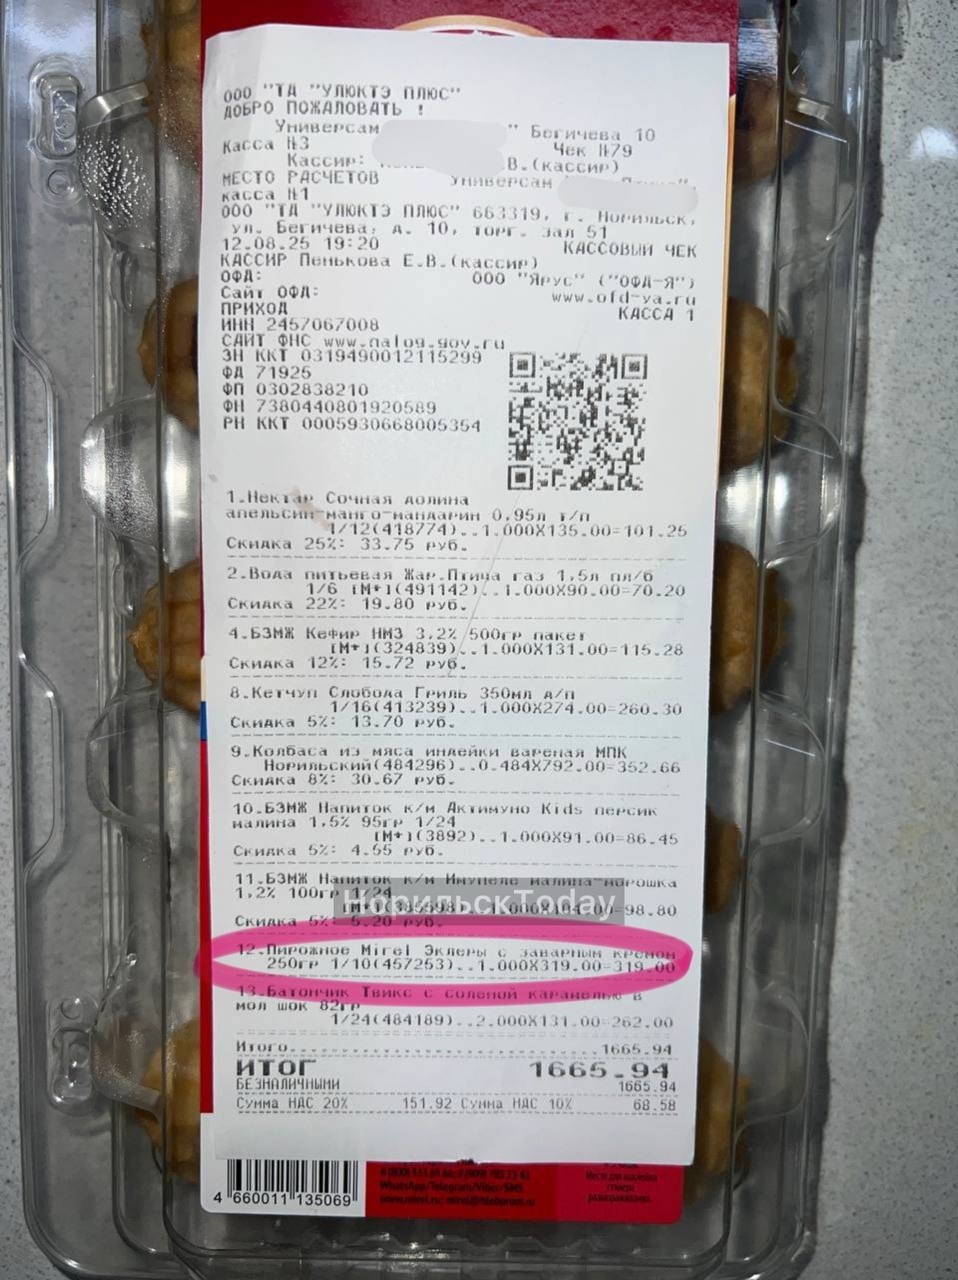 ООО "ТД "УЛЮКТЭ ПЛЮС"
ДОБРО ПОЖАЛОВАТЬ !
Универсам " Бегичева 10
Касса №3 Чек №79
Кассир: В.(кассир)
МЕСТО РАСЧЕТОВ Универсам
касса №1
ООО "ТД "УЛЮКТЭ ПЛЮС" 663319, г. Норильск,
ул. Бегичева, д. 10, торг. зал 51
12.08.25 19:20 КАССОВЫЙ ЧЕК
КАССИР Пенькова Е.В.(кассир)
ОФД: ООО "Ярус" ("ОФД-Я")
Сайт ОФД: www.ofd-ya.ru
ПРИХОД КАССА 1
ИНН 2457067008
САЙТ ФНС www.nalog.gov.ru
ЗН ККТ 0319490012115299
ФД 71925
ФП 0302838210
ФН 7380440801920589
РН ККТ 0005930668005354
1.Нектар Сочная долина
апельсин-манго-мандарин 0,95л т/п
1/12(418774)..1.000X135.00=101.25
Скидка 25%: 33.75 руб.
2.Вода питьевая Жар.Птица газ 1,5л пл/б
1/6 [М+](491142)..1.000X90.00=70.20
Скидка 22%: 19.80 руб.
4.БЗМЖ Кефир НМЗ 3,2% 500гр пакет
[М+](324839)..1.000X131.00=115.28
Скидка 12%: 15.72 руб.
8.Кетчуп Слобода Гриль 350мл д/п
1/16(413239)..1.000X274.00=260.30
Скидка 5%: 13.70 руб.
9.Колбаса из мяса индейки вареная МПК
Норильский(484296)..0.484X792.00=352.66
Скидка 8%: 30.67 руб.
10.БЗМЖ Напиток к/м Актимуно Kids персик
малина 1,5% 95гр 1/24
[М+](3892)..1.000X91.00=86.45
Скидка 5%: 4.55 руб.
11.БЗМЖ Напиток к/м Имунеле малина-морошка
1,2% 100гр 1/24
[М+](385598)..1.000X104.00=98.80
Скидка 5%: 5.20 руб.
НорильскToday
12.Пирожное Mirel Эклеры с заварным кремом
250гр 1/10(457253)..1.000X319.00=319.00
13.Батончик Твикс с соленой карамелью в
мол шок 82гр
1/24(484189)..2.000X131.00=262.00
Итого..............................1665.94
ИТОГ 1665.94
БЕЗНАЛИЧНЫМИ 1665.94
Сумма НДС 20% 151.92 Сумма НДС 10% 68.58
WhatsApp/Telegram/Viber/SMS
4 660011 135069